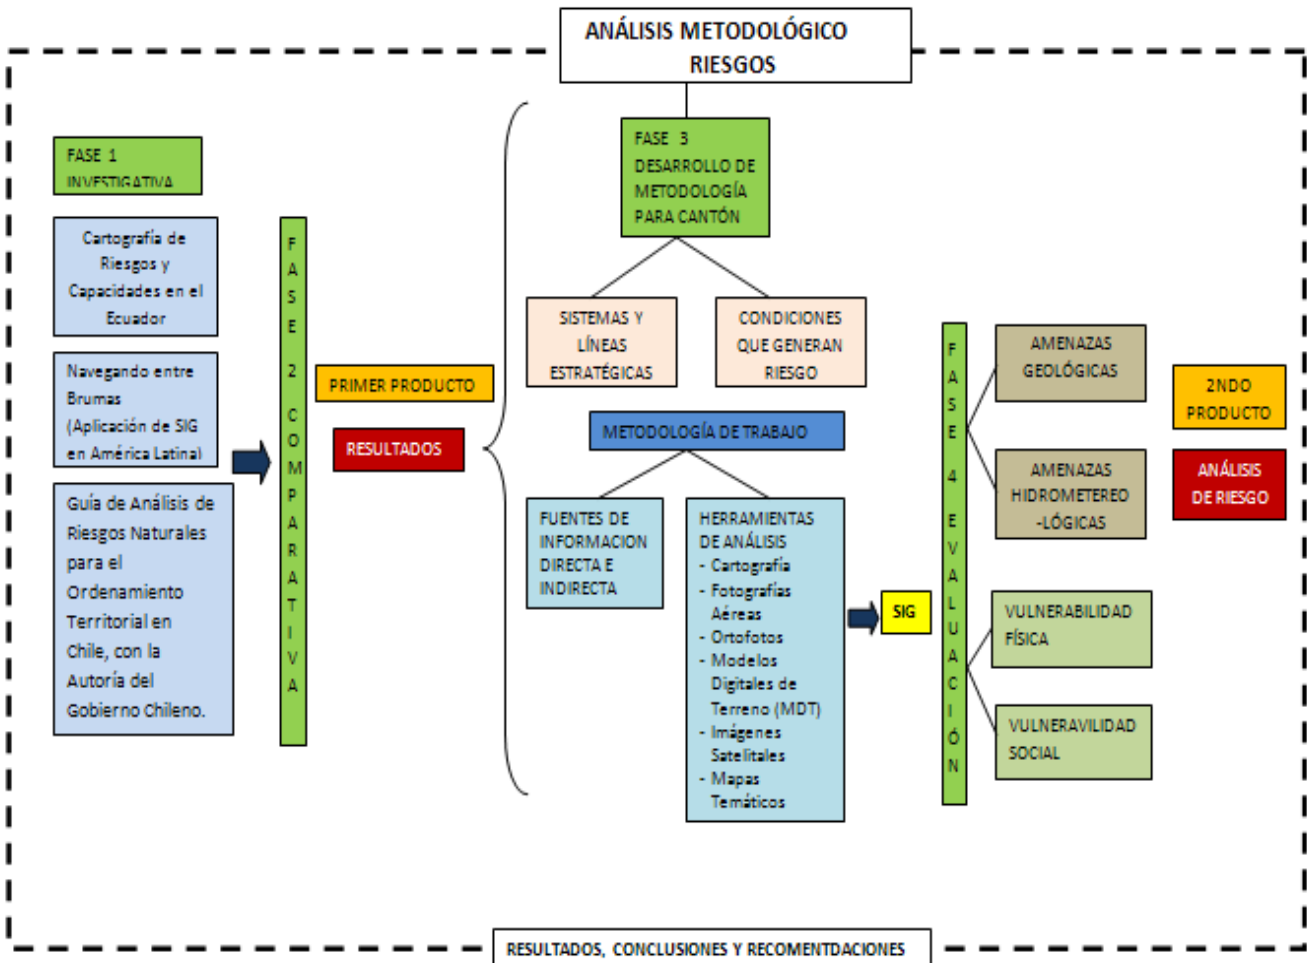 ANÁLISIS METODOLÓGICO
RIESGOS
FASE 1
INVESTIGATIVA
Cartografía de
Riesgos y
Capacidades en el
Ecuador
Navegando entre
Brumas
(Aplicación de SIG
en América Latina)
Guía de Análisis de
Riesgos Naturales
para el
Ordenamiento
Territorial en
Chile, con la
Autoría del
Gobierno Chileno.
FASE 2 COMPARATIVA
PRIMER PRODUCTO
RESULTADOS
FASE 3
DESARROLLO DE
METODOLOGÍA
PARA CANTÓN
SISTEMAS Y
LÍNEAS
ESTRATÉGICAS
CONDICIONES
QUE GENERAN
RIESGO
METODOLOGÍA DE TRABAJO
FUENTES DE
INFORMACION
DIRECTA E
INDIRECTA
HERRAMIENTAS
DE ANÁLISIS
- Cartografía
- Fotografías
Aéreas
- Ortofotos
- Modelos
Digitales de
Terreno (MDT)
- Imágenes
Satelitales
- Mapas
Temáticos
SIG
FASE 4 EVALUACIÓN
AMENAZAS
GEOLÓGICAS
AMENAZAS
HIDROMETEREO
-LÓGICAS
VULNERABILIDAD
FÍSICA
VULNERAVILIDAD
SOCIAL
2NDO
PRODUCTO
ANÁLISIS
DE RIESGO
RESULTADOS, CONCLUSIONES Y RECOMENTDACIONES